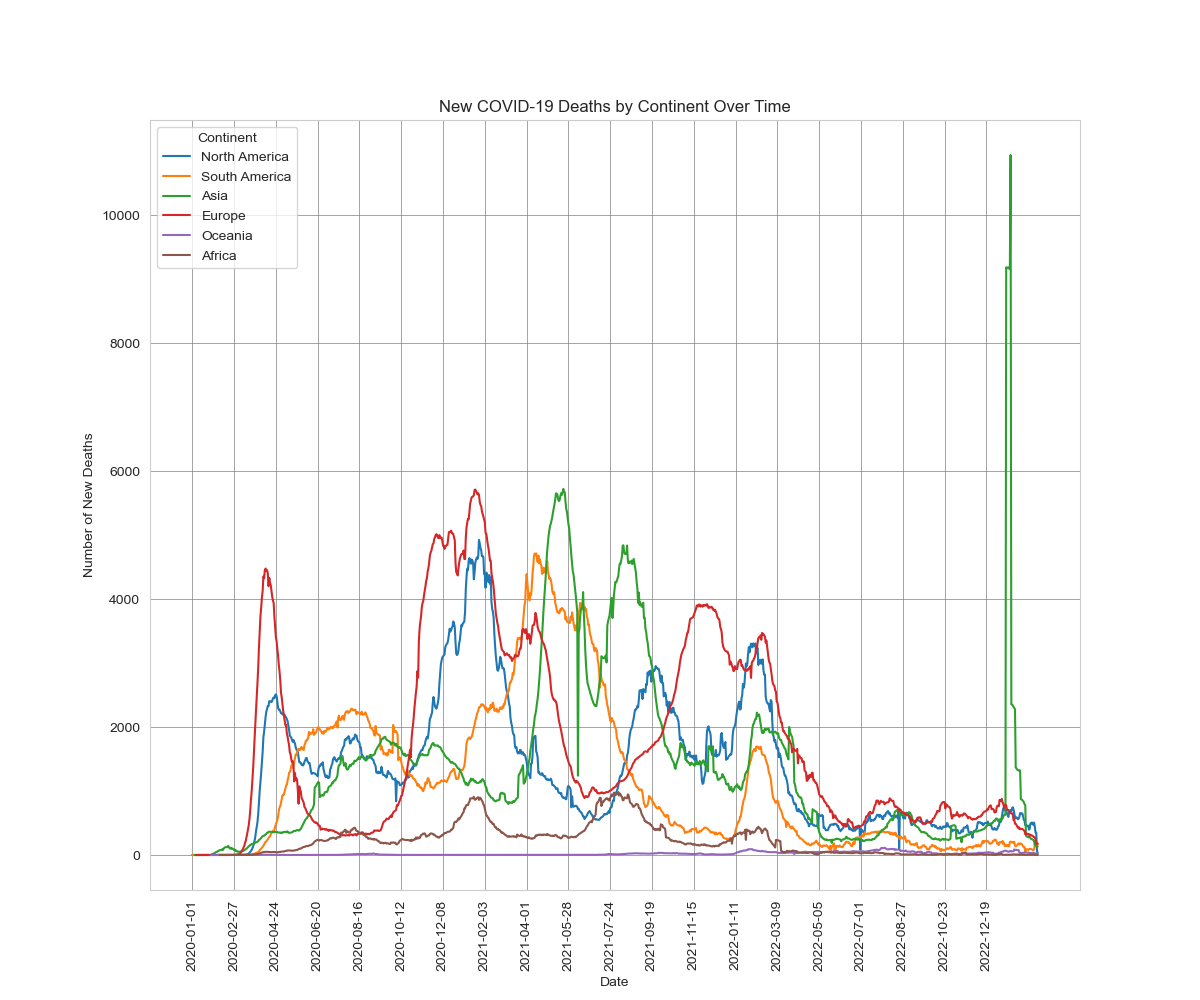 New COVID-19 Deaths by Continent Over Time
Continent
North America
South America
Asia
Europe
Oceania
Africa
Number of New Deaths
10000
8000
6000
4000
2000
0
2020-01-01
2020-02-27
2020-04-24
2020-06-20
2020-08-16
2020-10-12
2020-12-08
2021-02-03
2021-04-01
2021-05-28
2021-07-24
2021-09-19
2021-11-15
2022-01-11
2022-03-09
2022-05-05
2022-07-01
2022-08-27
2022-10-23
2022-12-19
Date